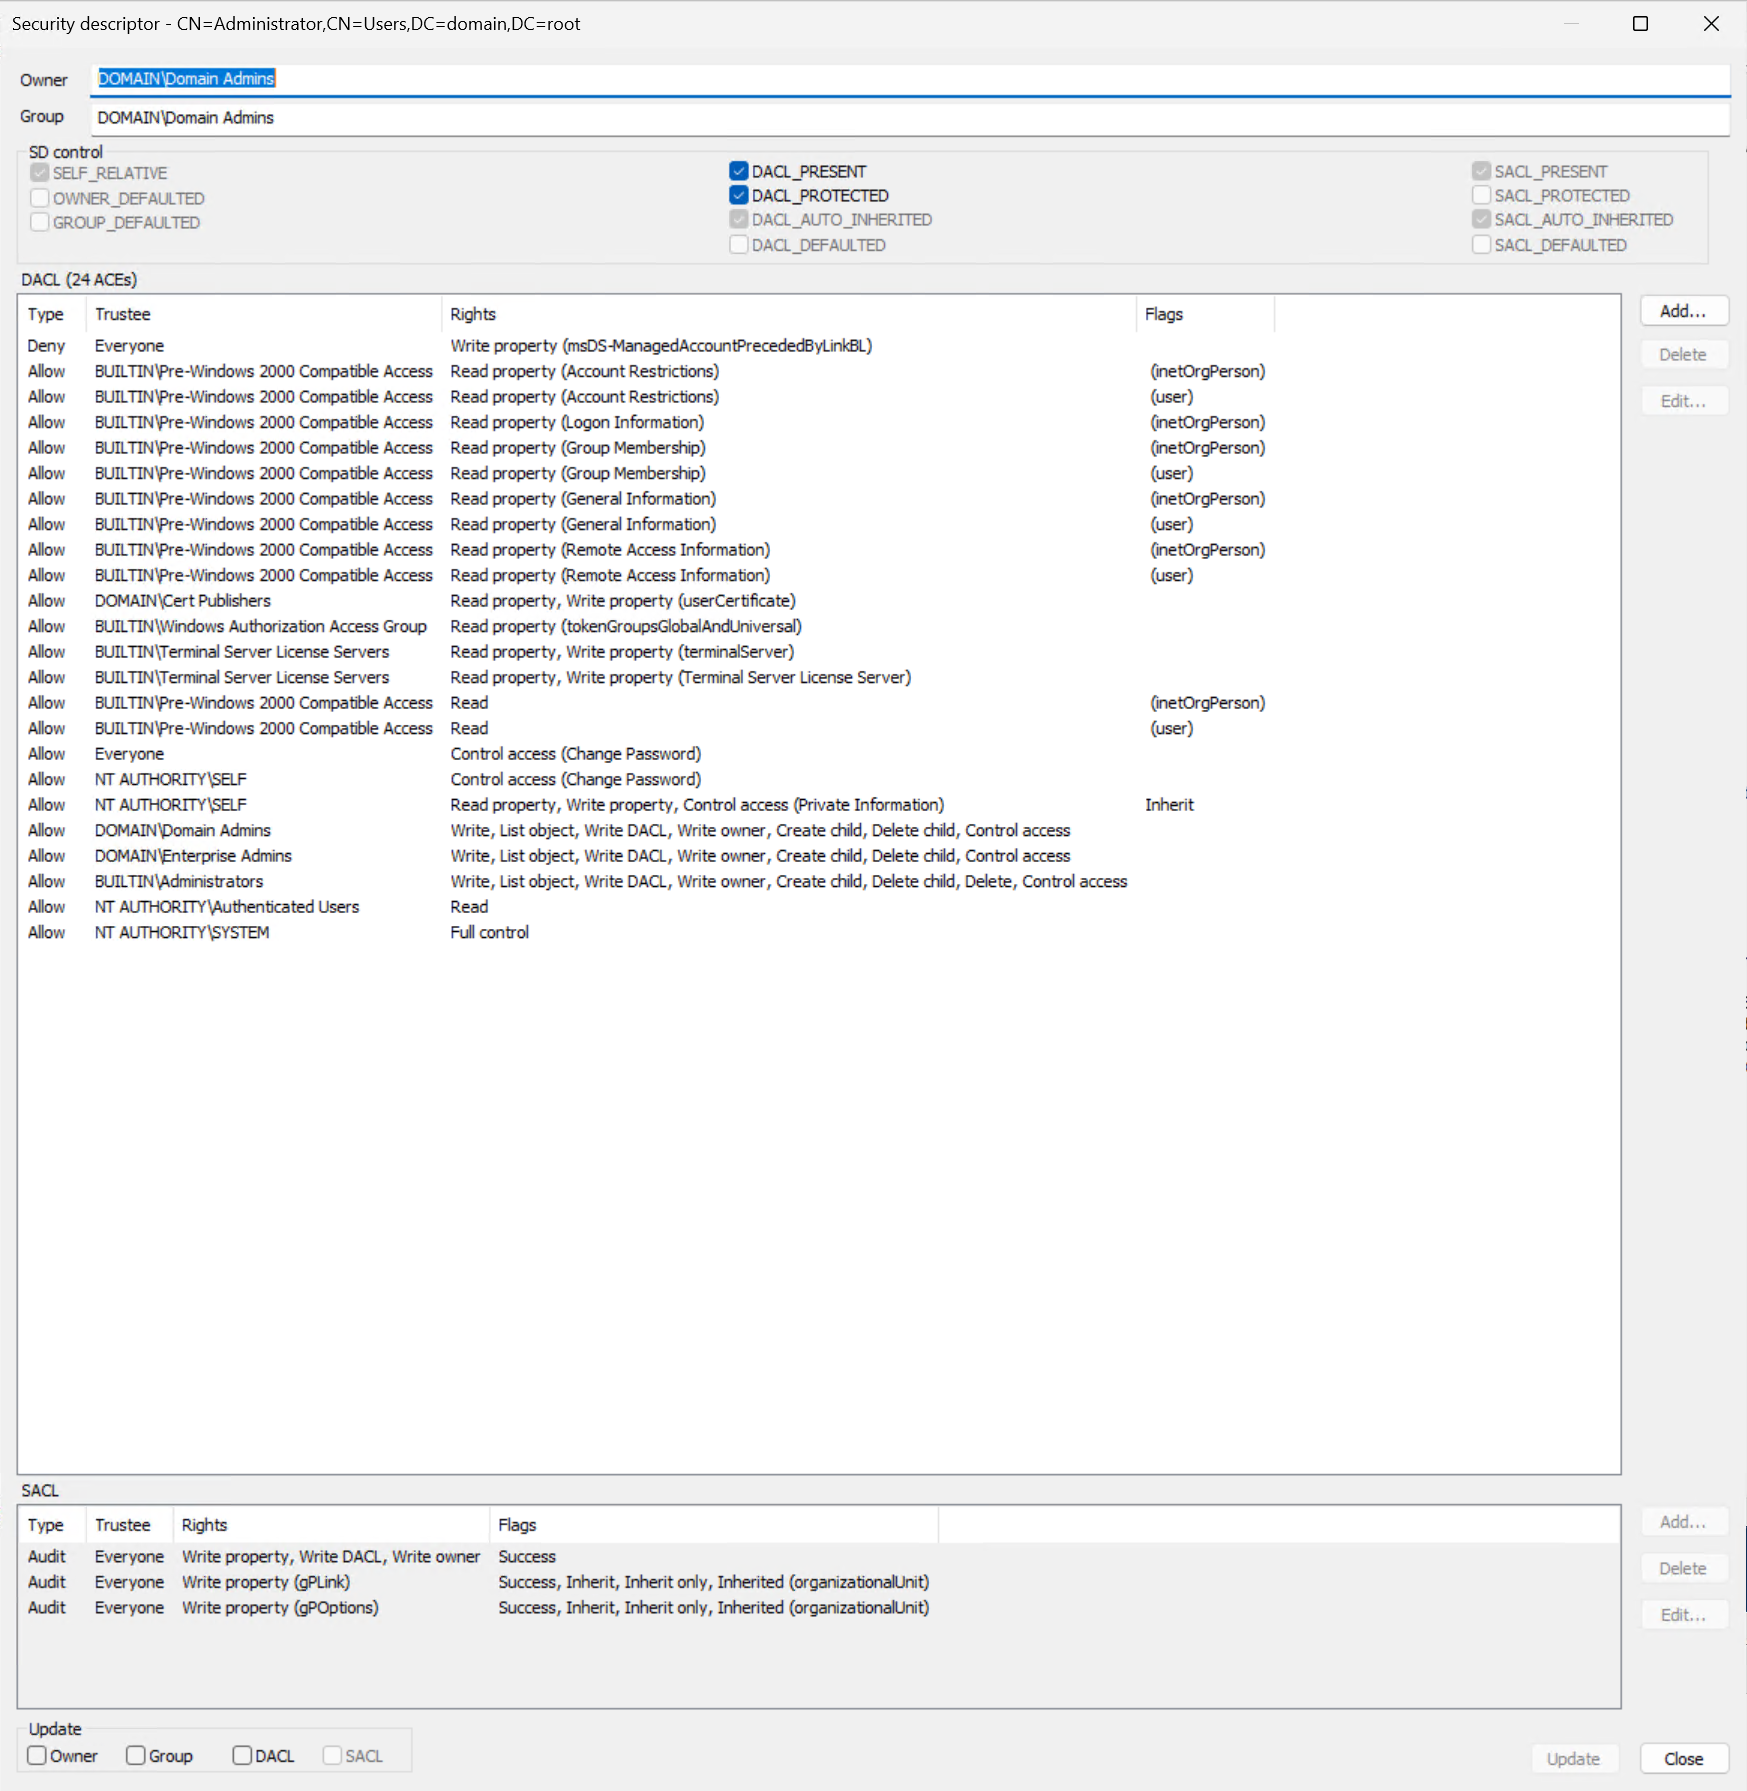 Security descriptor - CN=Administrator,CN=Users,DC=domain,DC=root
Owner DOMAIN\Domain Admins
Group DOMAIN\Domain Admins
SD control
SELF_RELATIVE DACL_PRESENT SACL_PRESENT
OWNER_DEFAULTED DACL_PROTECTED SACL_PROTECTED
GROUP_DEFAULTED DACL_AUTO_INHERITED SACL_AUTO_INHERITED
DACL_DEFAULTED SACL_DEFAULTED
DACL (24 ACEs)
Type Trustee Rights Flags Add...
Deny Everyone Write property (msDS-ManagedAccountPrecededByLinkBL) Delete
Allow BUILTIN\Pre-Windows 2000 Compatible Access Read property (Account Restrictions) (inetOrgPerson)
Allow BUILTIN\Pre-Windows 2000 Compatible Access Read property (Account Restrictions) (user) Edit...
Allow BUILTIN\Pre-Windows 2000 Compatible Access Read property (Logon Information) (inetOrgPerson)
Allow BUILTIN\Pre-Windows 2000 Compatible Access Read property (Group Membership) (inetOrgPerson)
Allow BUILTIN\Pre-Windows 2000 Compatible Access Read property (Group Membership) (user)
Allow BUILTIN\Pre-Windows 2000 Compatible Access Read property (General Information) (inetOrgPerson)
Allow BUILTIN\Pre-Windows 2000 Compatible Access Read property (General Information) (user)
Allow BUILTIN\Pre-Windows 2000 Compatible Access Read property (Remote Access Information) (inetOrgPerson)
Allow BUILTIN\Pre-Windows 2000 Compatible Access Read property (Remote Access Information) (user)
Allow DOMAIN\Cert Publishers Read property, Write property (userCertificate)
Allow BUILTIN\Windows Authorization Access Group Read property (tokenGroupsGlobalAndUniversal)
Allow BUILTIN\Terminal Server License Servers Read property, Write property (terminalServer)
Allow BUILTIN\Terminal Server License Servers Read property, Write property (Terminal Server License Server)
Allow BUILTIN\Pre-Windows 2000 Compatible Access Read (inetOrgPerson)
Allow BUILTIN\Pre-Windows 2000 Compatible Access Read (user)
Allow Everyone Control access (Change Password)
Allow NT AUTHORITY\SELF Control access (Change Password)
Allow NT AUTHORITY\SELF Read property, Write property, Control access (Private Information) Inherit
Allow DOMAIN\Domain Admins Write, List object, Write DACL, Write owner, Create child, Delete child, Control access
Allow DOMAIN\Enterprise Admins Write, List object, Write DACL, Write owner, Create child, Delete child, Control access
Allow BUILTIN\Administrators Write, List object, Write DACL, Write owner, Create child, Delete child, Delete, Control access
Allow NT AUTHORITY\Authenticated Users Read
Allow NT AUTHORITY\SYSTEM Full control
SACL
Type Trustee Rights Flags Add...
Audit Everyone Write property, Write DACL, Write owner Success
Audit Everyone Write property (gPLink) Success, Inherit, Inherit only, Inherited (organizationalUnit) Delete
Audit Everyone Write property (gPOptions) Success, Inherit, Inherit only, Inherited (organizationalUnit) Edit...
Update
Owner Group DACL SACL Update Close